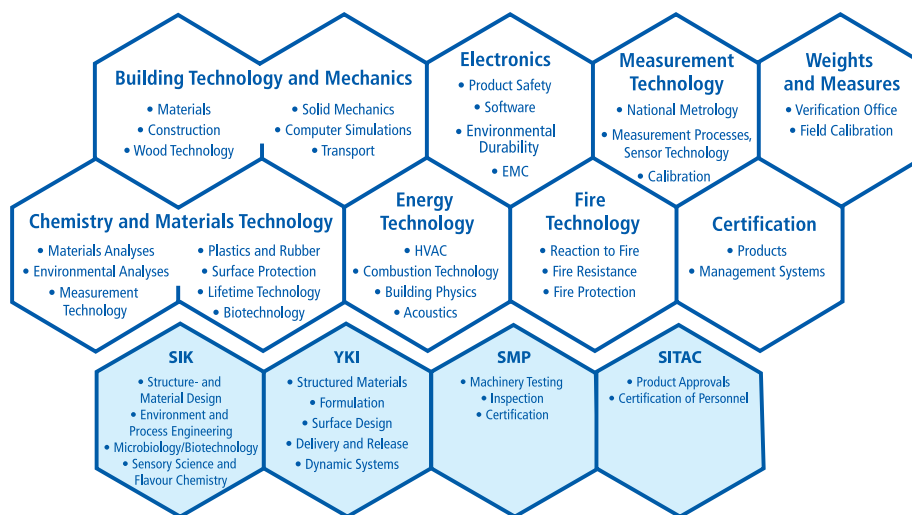 Building Technology and Mechanics
• Materials
• Construction
• Wood Technology
• Solid Mechanics
• Computer Simulations
• Transport
Electronics
• Product Safety
• Software
• Environmental
Durability
• EMC
Measurement
Technology
• National Metrology
• Measurement Processes,
Sensor Technology
• Calibration
Weights
and Measures
• Verification Office
• Field Calibration
Chemistry and Materials Technology
• Materials Analyses
• Environmental Analyses
• Measurement
Technology
• Plastics and Rubber
• Surface Protection
• Lifetime Technology
• Biotechnology
Energy
Technology
• HVAC
• Combustion Technology
• Building Physics
• Acoustics
Fire
Technology
• Reaction to Fire
• Fire Resistance
• Fire Protection
Certification
• Products
• Management Systems
SIK
• Structure- and
Material Design
• Environment and
Process Engineering
• Microbiology/Biotechnology
• Sensory Science and
Flavour Chemistry
YKI
• Structured Materials
• Formulation
• Surface Design
• Delivery and Release
• Dynamic Systems
SMP
• Machinery Testing
• Inspection
• Certification
SITAC
• Product Approvals
• Certification of Personnel